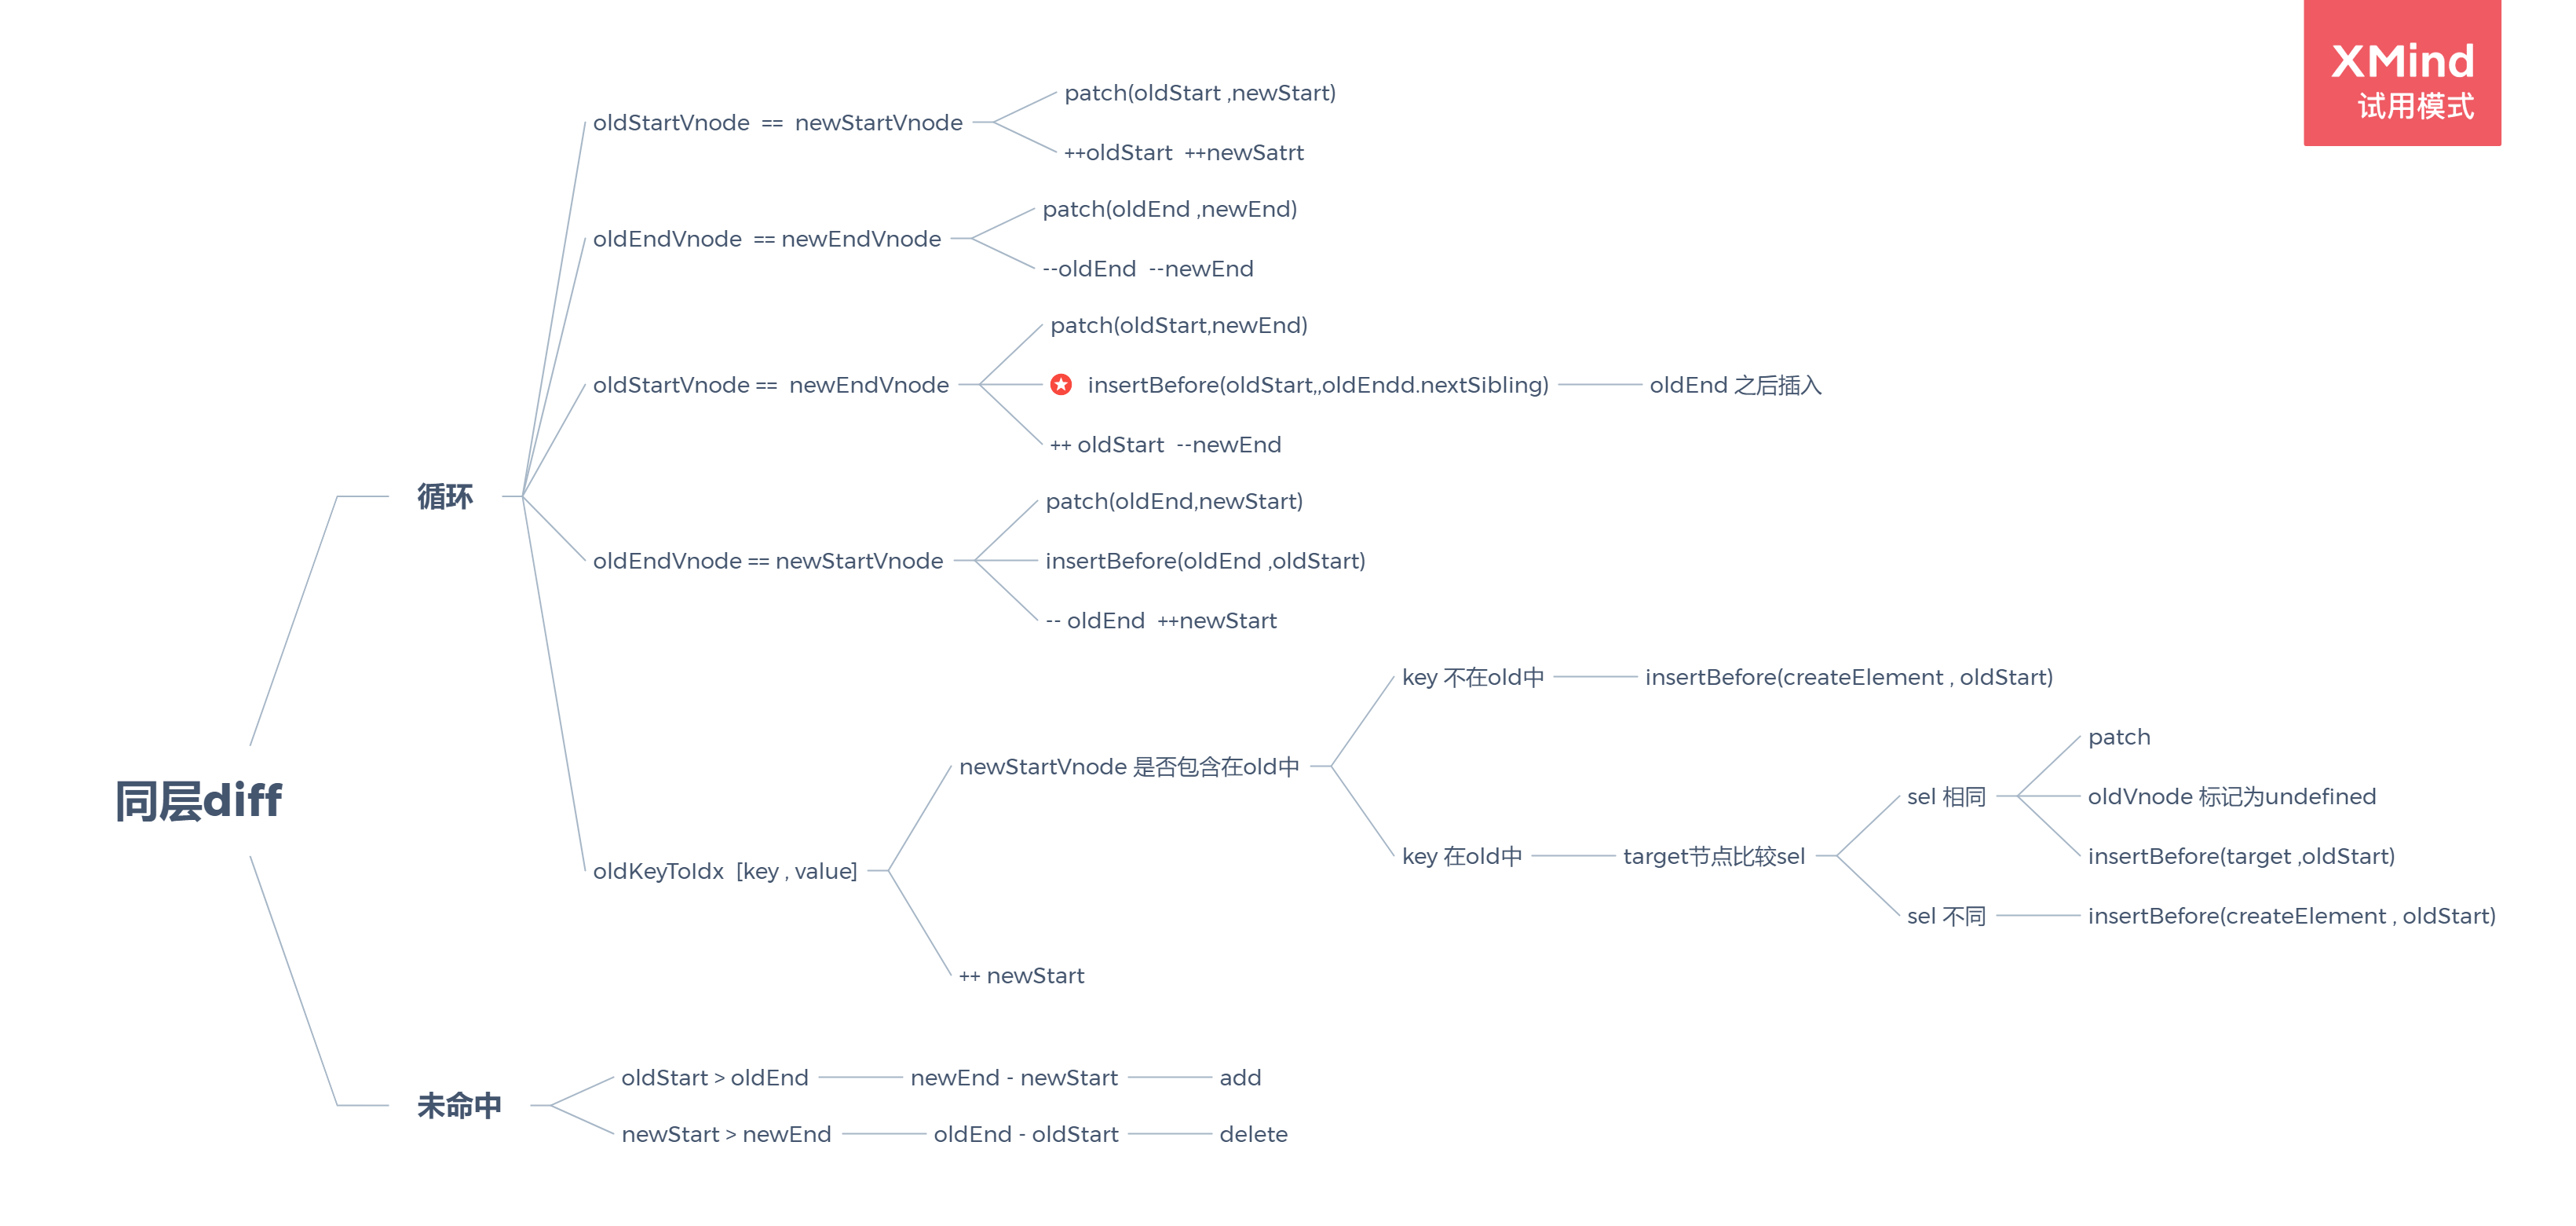 XMind
试用模式
同层diff
循环
oldStartVnode == newStartVnode
patch(oldStart ,newStart)
++oldStart ++newSatrt
oldEndVnode == newEndVnode
patch(oldEnd ,newEnd)
--oldEnd --newEnd
oldStartVnode == newEndVnode
patch(oldStart,newEnd)
insertBefore(oldStart,,oldEndd.nextSibling)
oldEnd 之后插入
++ oldStart --newEnd
oldEndVnode == newStartVnode
patch(oldEnd,newStart)
insertBefore(oldEnd ,oldStart)
-- oldEnd ++newStart
oldKeyToIdx [key , value]
newStartVnode 是否包含在old中
key 不在old中
insertBefore(createElement , oldStart)
key 在old中
target节点比较sel
sel 相同
patch
oldVnode 标记为undefined
insertBefore(target ,oldStart)
sel 不同
insertBefore(createElement , oldStart)
++ newStart
未命中
oldStart > oldEnd
newEnd - newStart
add
newStart > newEnd
oldEnd - oldStart
delete